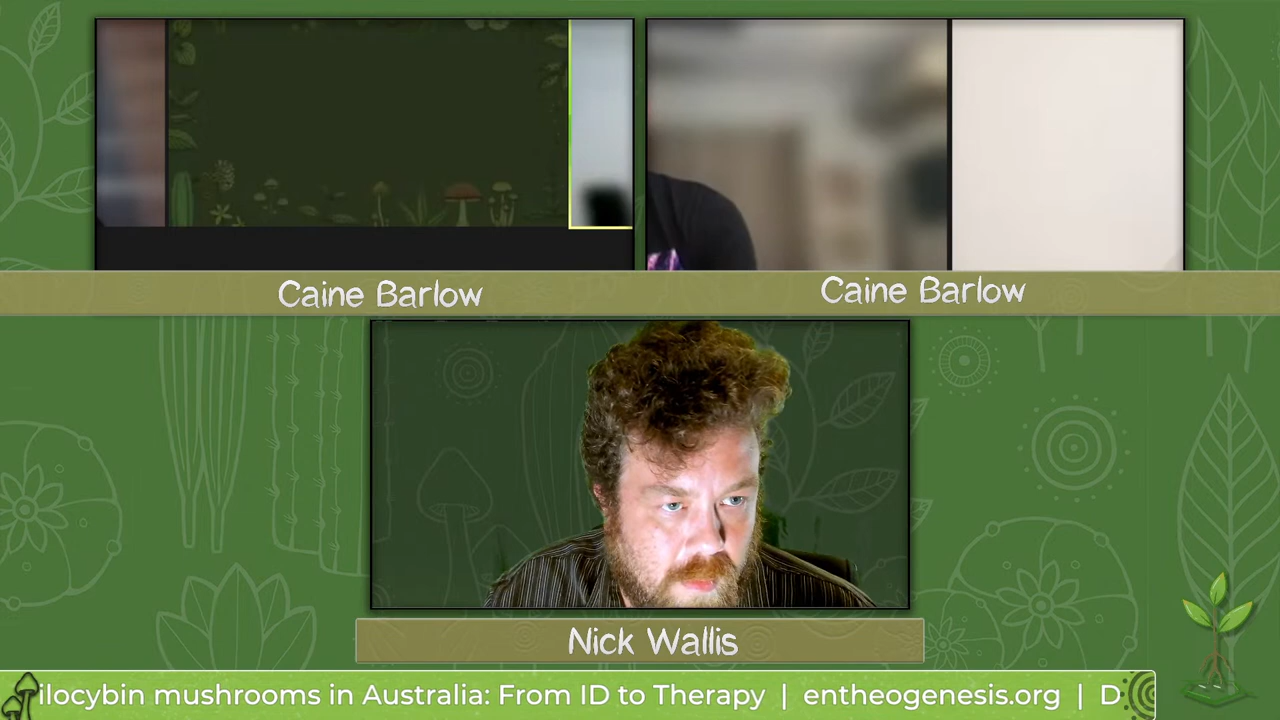 Caine Barlow
Caine Barlow
Nick Wallis
ilocybin mushrooms in Australia: From ID to Therapy | entheogenesis.org | D